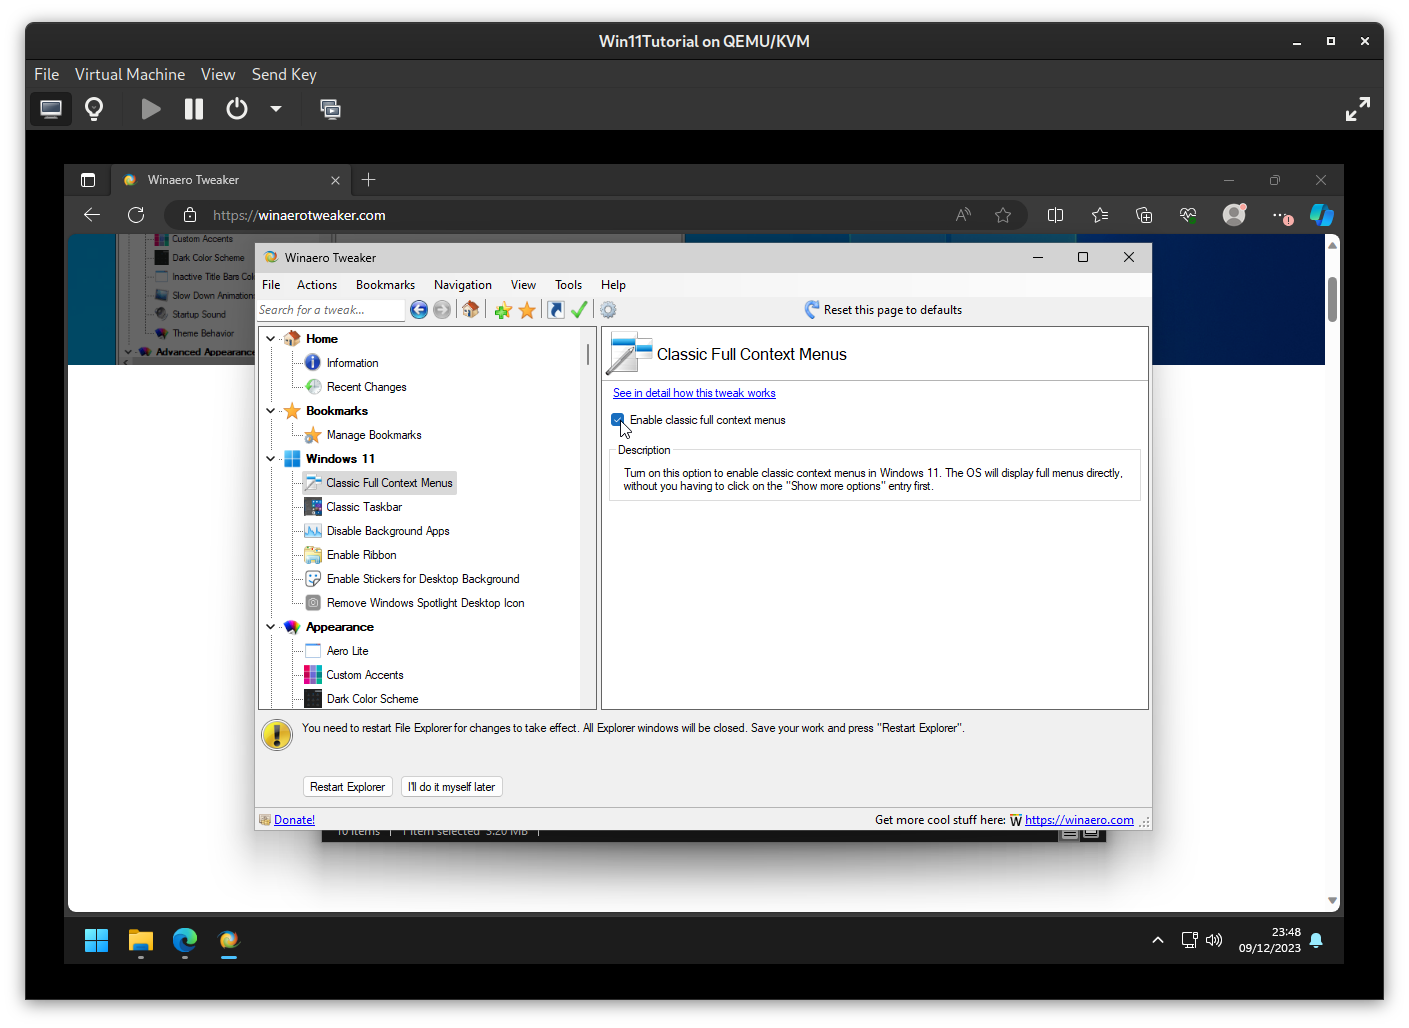 Win11Tutorial on QEMU/KVM
File Virtual Machine View Send Key
Winaero Tweaker
https://winaerotweaker.com
Custom Accents
Dark Color Scheme
Inactive Title Bars Col
Slow Down Animation
Startup Sound
Theme Behavior
Advanced Appearance
Winaero Tweaker
File Actions Bookmarks Navigation View Tools Help
Search for a tweak...
Reset this page to defaults
Home
Information
Recent Changes
Bookmarks
Manage Bookmarks
Windows 11
Classic Full Context Menus
Classic Taskbar
Disable Background Apps
Enable Ribbon
Enable Stickers for Desktop Background
Remove Windows Spotlight Desktop Icon
Appearance
Aero Lite
Custom Accents
Dark Color Scheme
Classic Full Context Menus
See in detail how this tweak works
Enable classic full context menus
Description
Turn on this option to enable classic context menus in Windows 11. The OS will display full menus directly,
without you having to click on the "Show more options" entry first.
You need to restart File Explorer for changes to take effect. All Explorer windows will be closed. Save your work and press "Restart Explorer".
Restart Explorer
I'll do it myself later
Donate!
Get more cool stuff here: W https://winaero.com
10 items 1 item selected 3.20 MB
23:48
09/12/2023